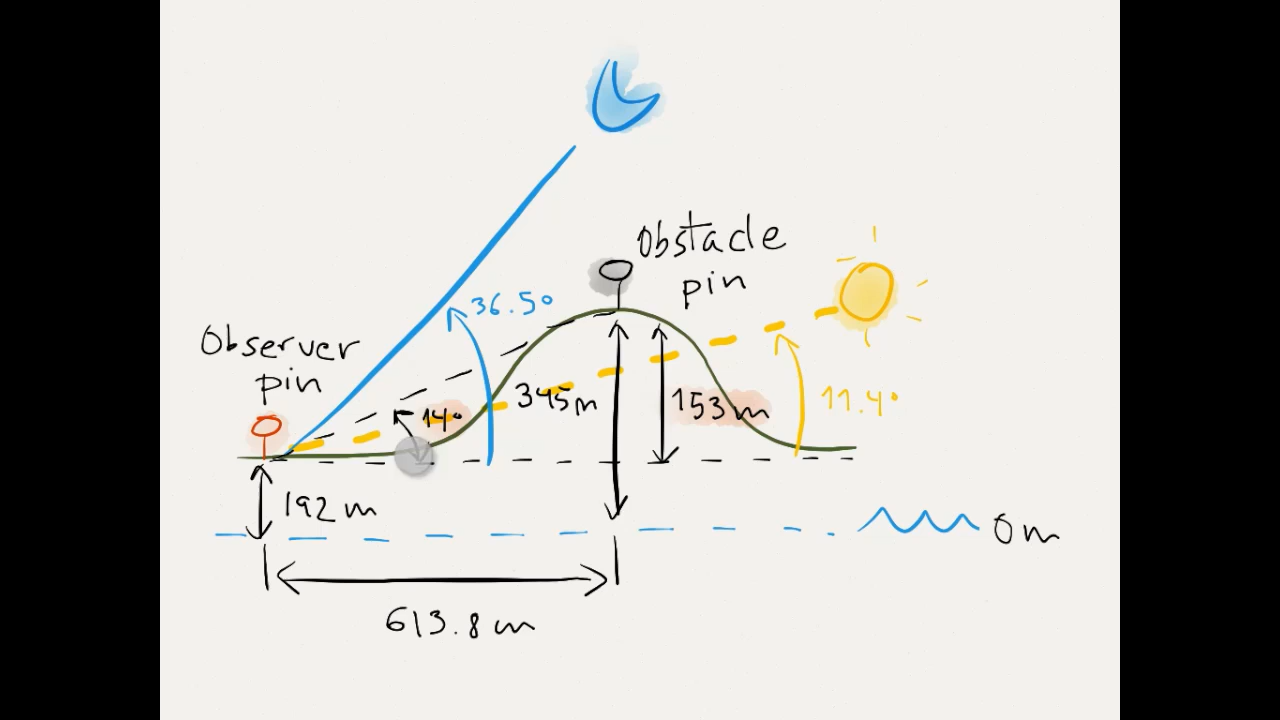 Obstacle
pin
36.5°
Observer
pin
14°
345m
153m
11.4°
192m
0m
613.8m